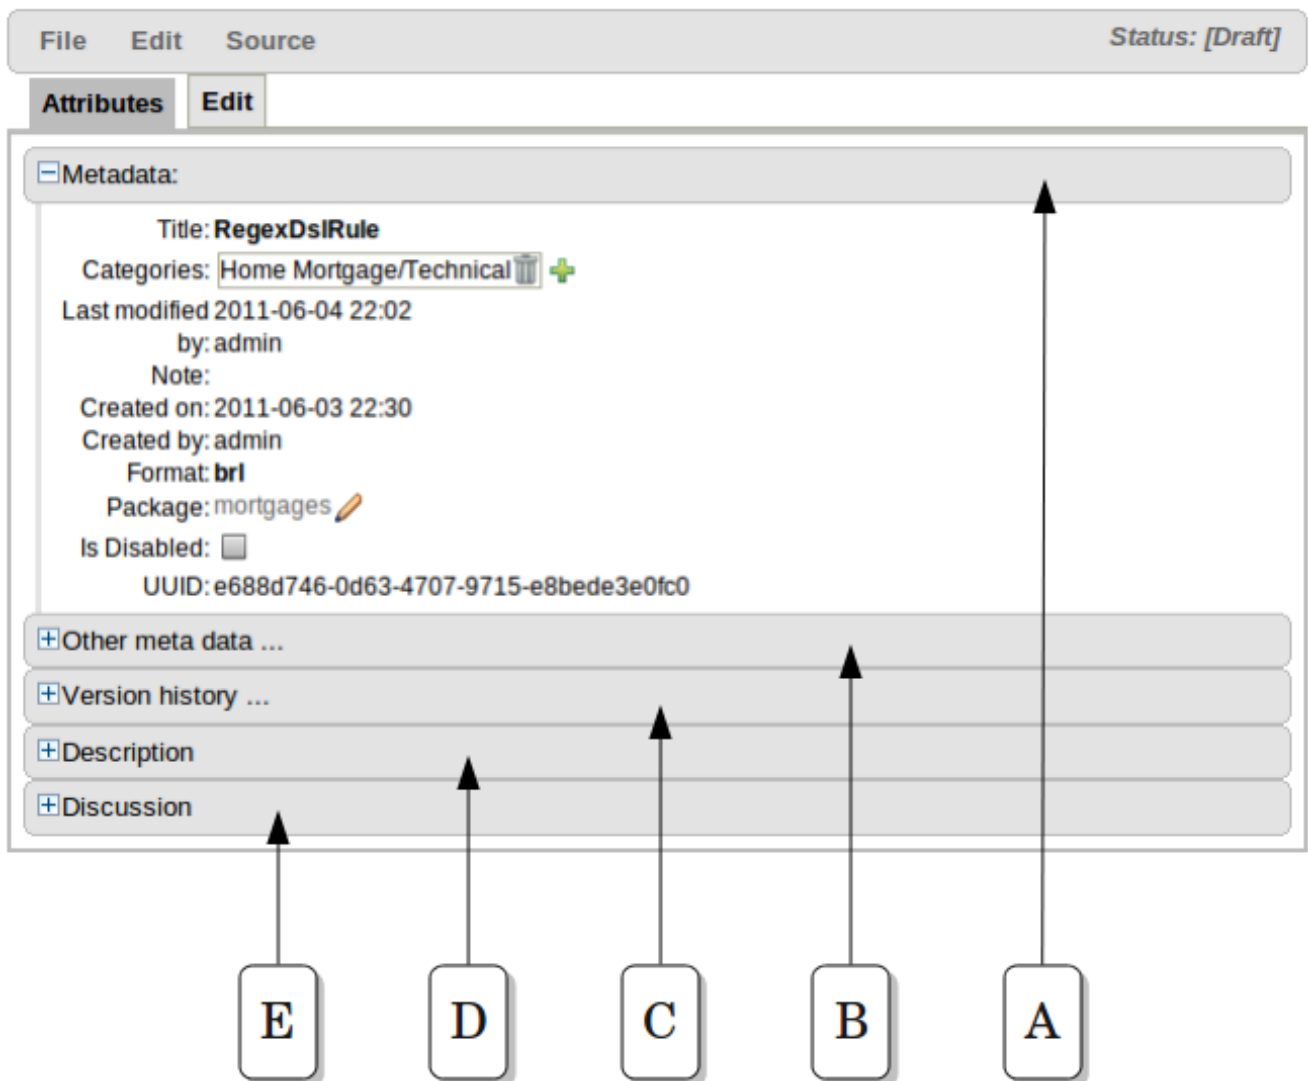 File Edit Source Status: [Draft]
Attributes Edit
Metadata:
Title: RegexDslRule
Categories: Home Mortgage/Technical
Last modified 2011-06-04 22:02
by: admin
Note:
Created on: 2011-06-03 22:30
Created by: admin
Format: brl
Package: mortgages
Is Disabled:
UUID: e688d746-0d63-4707-9715-e8bede3e0fc0
Other meta data ...
Version history ...
Description
Discussion
E D C B A